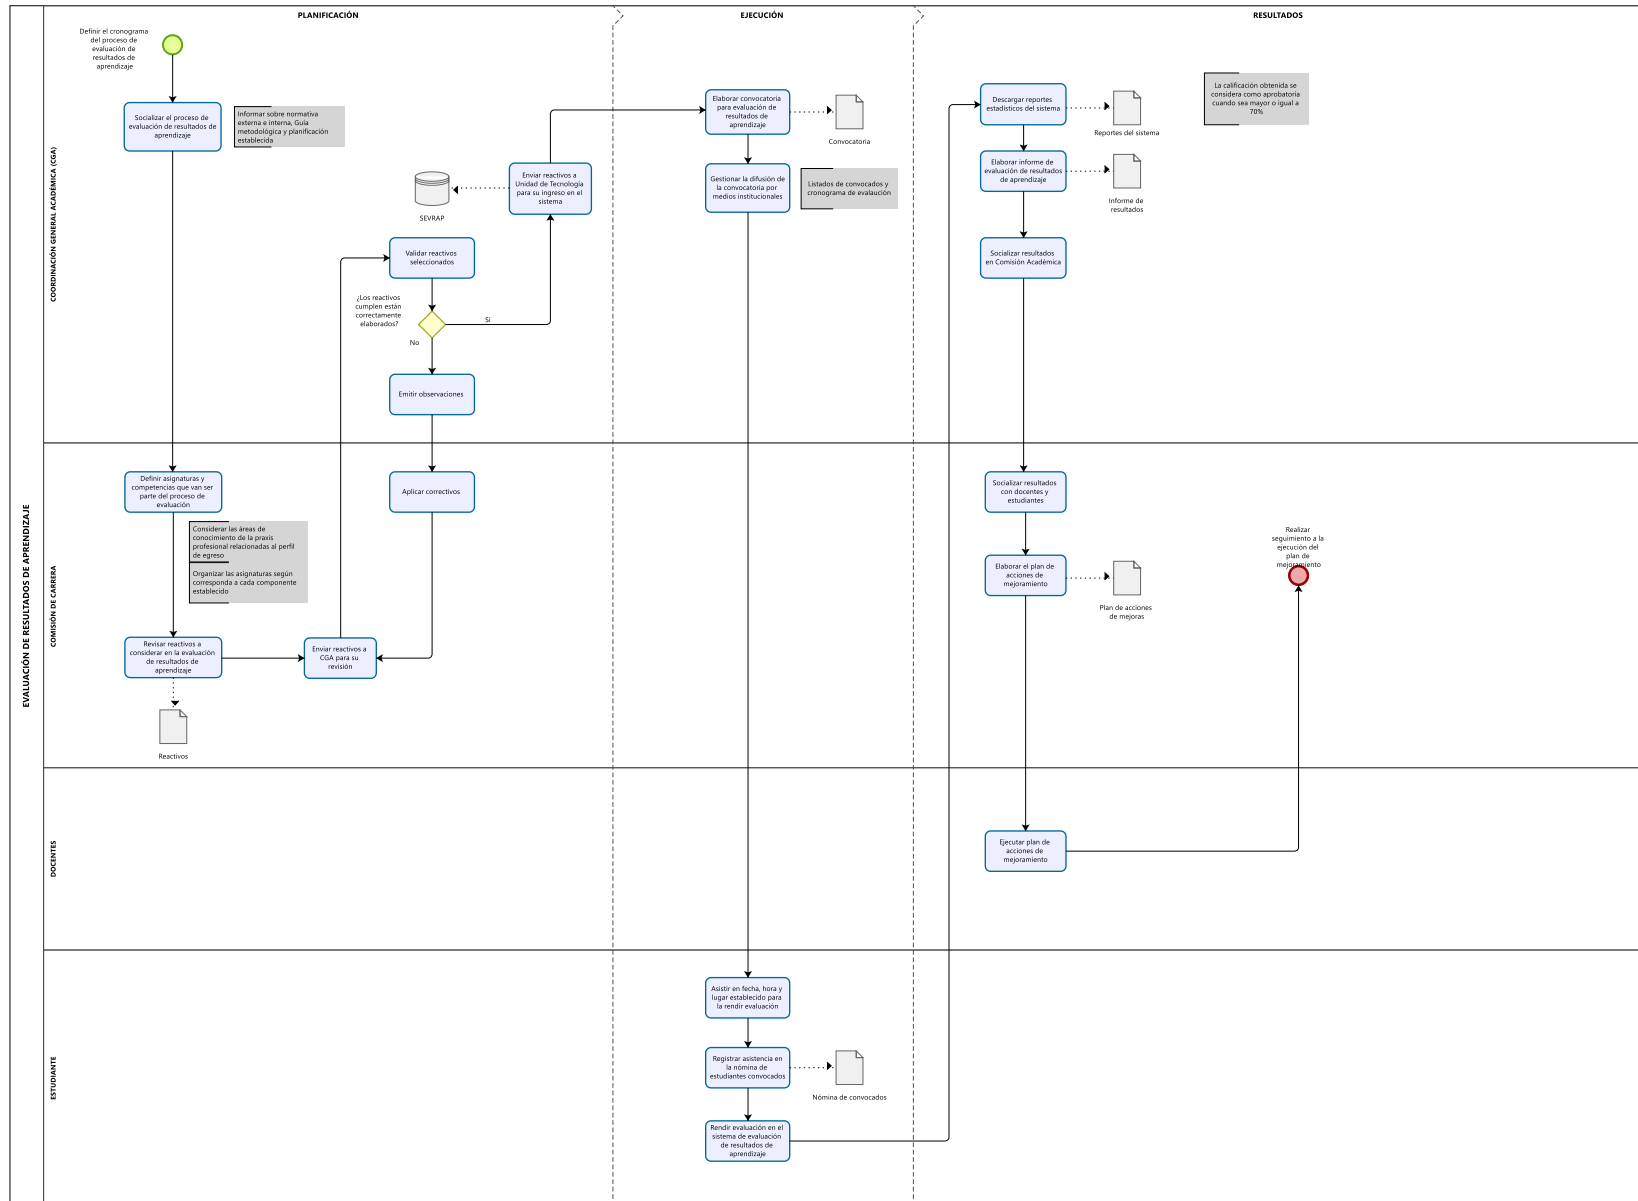 PLANIFICACIÓN
EJECUCIÓN
RESULTADOS
EVALUACIÓN DE RESULTADOS DE APRENDIZAJE
COORDINACIÓN GENERAL ACADÉMICA (CGA)
Definir el cronograma
del proceso de
evaluación de
resultados de
aprendizaje
Socializar el proceso de
evaluación de resultados de
aprendizaje
Informar sobre normativa
externa e interna, Guía
metodológica y planificación
establecida
Enviar reactivos a
Unidad de Tecnología
para su ingreso en el
sistema
SEVRAP
Validar reactivos
seleccionados
¿Los reactivos
cumplen están
correctamente
elaborados?
Si
No
Emitir observaciones
Elaborar convocatoria
para evaluación de
resultados de
aprendizaje
Convocatoria
Gestionar la difusión de
la convocatoria por
medios institucionales
Listados de convocados y
cronograma de evalaución
Descargar reportes
estadísticos del sistema
Reportes del sistema
La calificación obtenida se
considera como aprobatoria
cuando sea mayor o igual a
70%
Elaborar informe de
evaluación de resultados
de aprendizaje
Informe de
resultados
Socializar resultados
en Comisión Académica
COMISIÓN DE CARRERA
Definir asignaturas y
competencias que van ser
parte del proceso de
evaluación
Considerar las áreas de
conocimiento de la praxis
profesional relacionadas al perfil
de egreso
Organizar las asignaturas según
corresponda a cada componente
establecido
Revisar reactivos a
considerar en la evaluación
de resultados de
aprendizaje
Reactivos
Enviar reactivos a
CGA para su
revisión
Aplicar correctivos
Socializar resultados
con docentes y
estudiantes
Elaborar el plan de
acciones de
mejoramiento
Plan de acciones
de mejoras
Realizar
seguimiento a la
ejecución del
plan de
mejoramiento
DOCENTES
Ejecutar plan de
acciones de
mejoramiento
ESTUDIANTE
Asistir en fecha, hora y
lugar establecido para
la rendir evaluación
Registrar asistencia en
la nómina de
estudiantes convocados
Nómina de convocados
Rendir evaluación en el
sistema de evaluación
de resultados de
aprendizaje